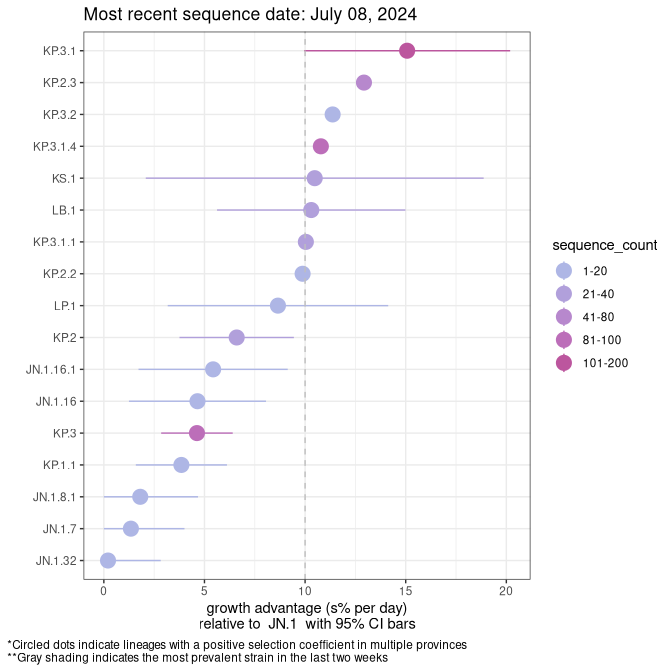 Most recent sequence date: July 08, 2024
KP.3.1
KP.2.3
KP.3.2
KP.3.1.4
KS.1
LB.1
KP.3.1.1
KP.2.2
LP.1
KP.2
JN.1.16.1
JN.1.16
KP.3
KP.1.1
JN.1.8.1
JN.1.7
JN.1.32
0 5 10 15 20
growth advantage (s% per day)
relative to JN.1 with 95% CI bars
sequence_count
1-20
21-40
41-80
81-100
101-200
*Circled dots indicate lineages with a positive selection coefficient in multiple provinces
**Gray shading indicates the most prevalent strain in the last two weeks